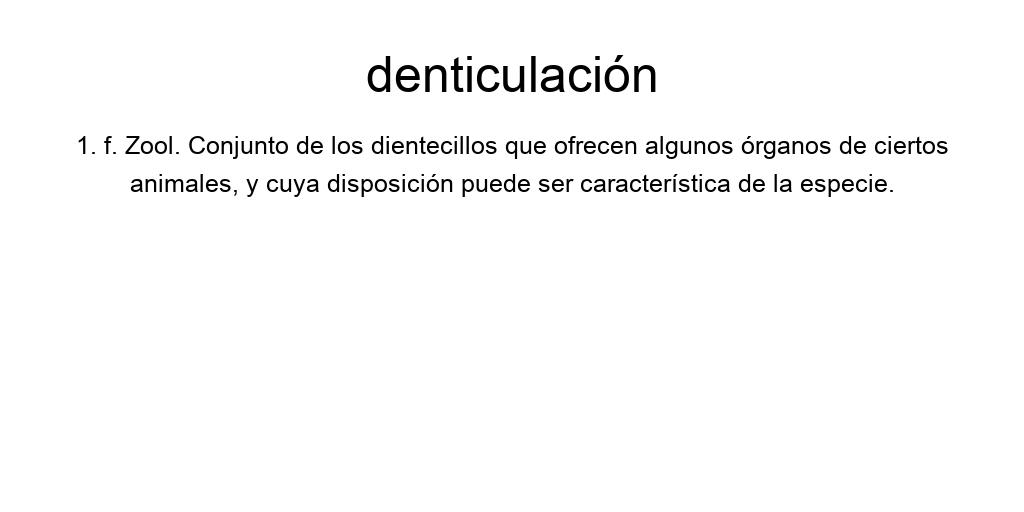 denticulación
1. f. Zool. Conjunto de los dientecillos que ofrecen algunos órganos de ciertos
animales, y cuya disposición puede ser característica de la especie.